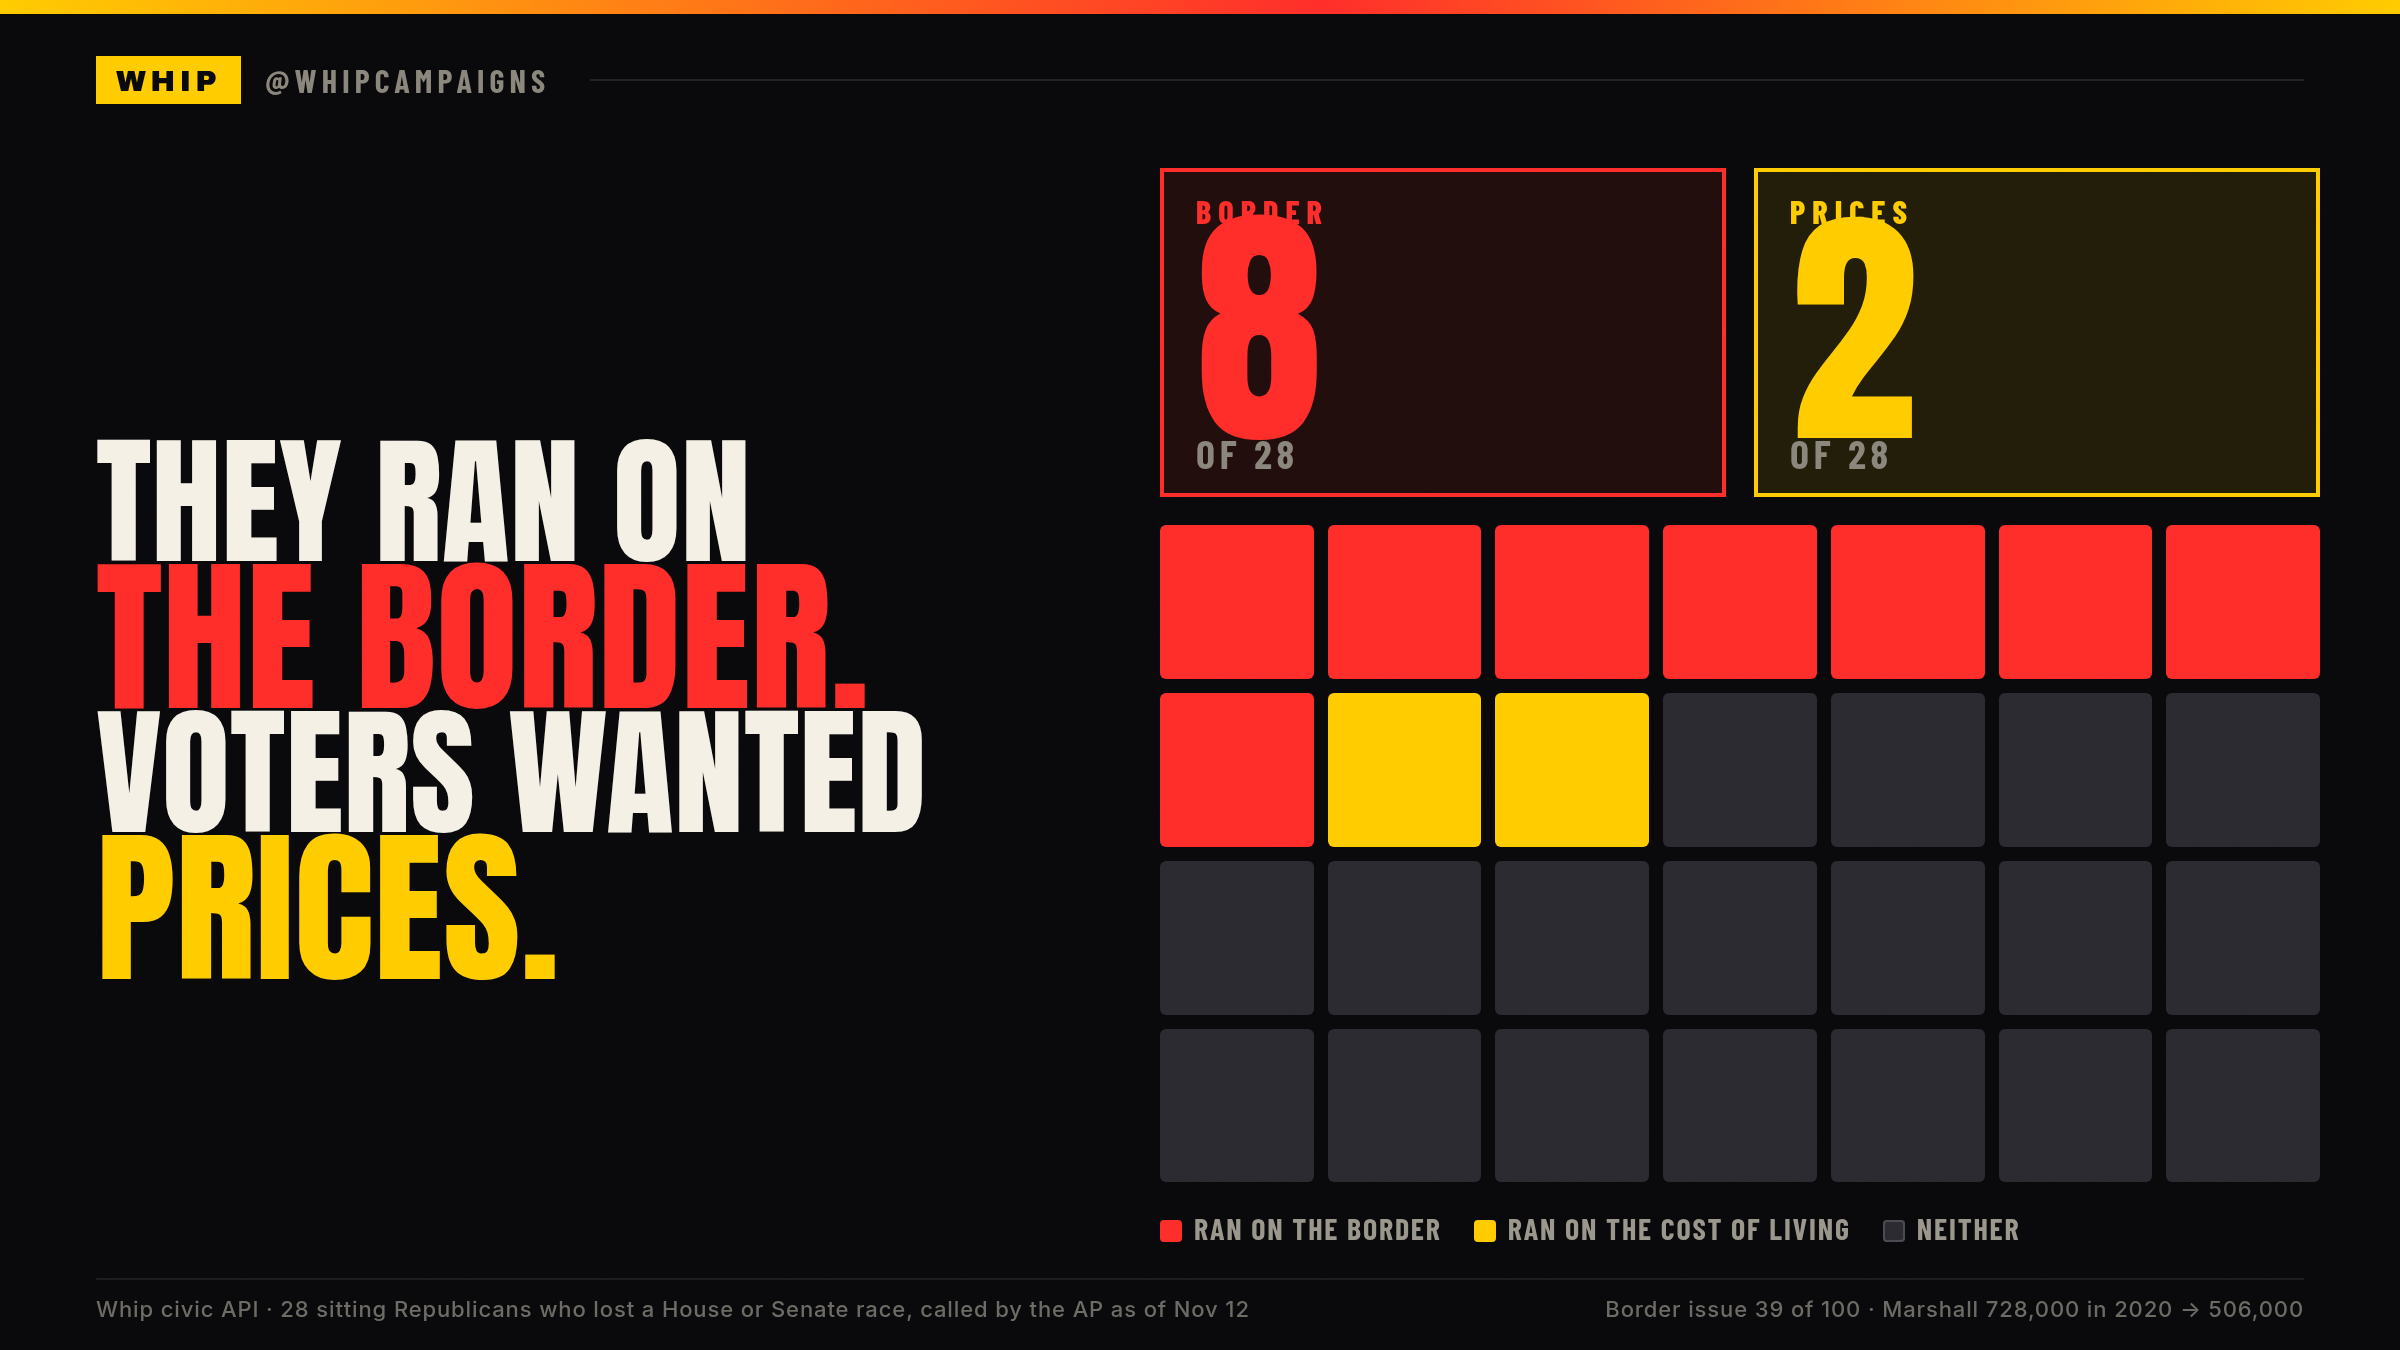 WHIP @WHIPCAMPAIGNS
THEY RAN ON
THE BORDER.
VOTERS WANTED
PRICES.
BORDER
8
OF 28
PRICES
2
OF 28
RAN ON THE BORDER
RAN ON THE COST OF LIVING
NEITHER
Whip civic API · 28 sitting Republicans who lost a House or Senate race, called by the AP as of Nov 12
Border issue 39 of 100 · Marshall 728,000 in 2020 → 506,000